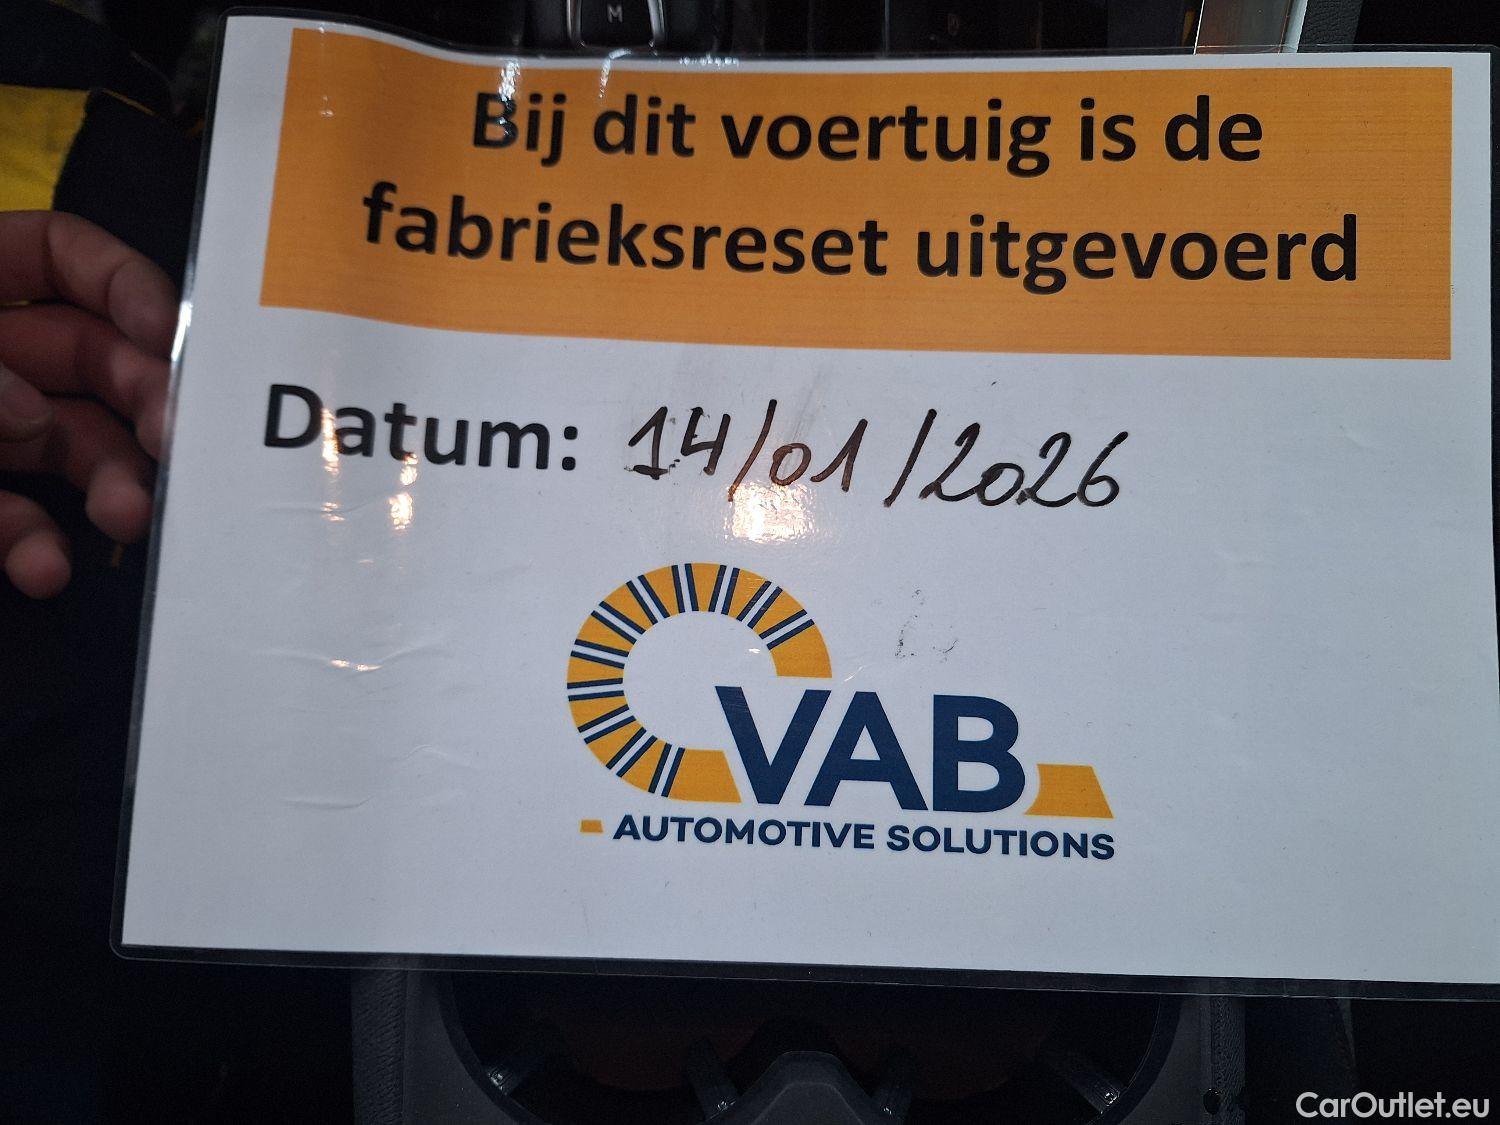 M
Bij dit voertuig is de
fabrieksreset uitgevoerd
Datum: 14/01/2026
VAB
AUTOMOTIVE SOLUTIONS
CarOutlet.eu